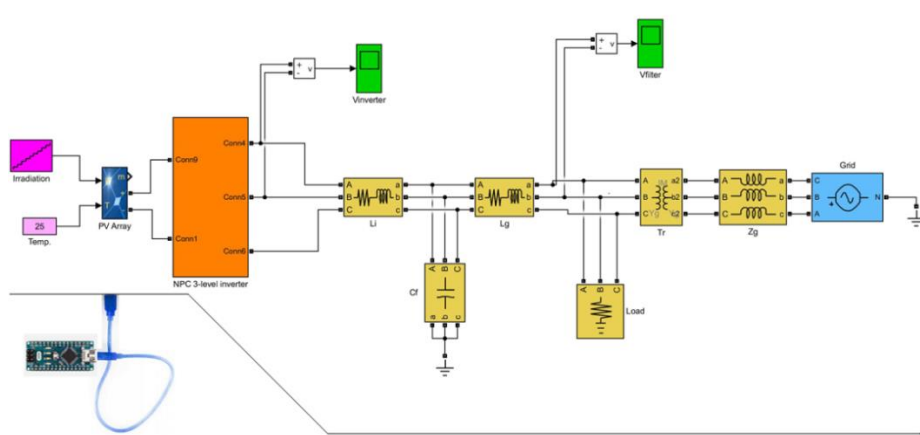 Irradiation
25
Temp.
m
+
T
-
PV Array
Conn9
Conn1
Conn4
Conn5
Conn6
NPC 3-level inverter
+
-
v
Vinverter
A
B
C
a
b
c
Li
A
B
C
a
b
c
Cf
A
B
C
a
b
c
Lg
+
-
v
Vfilter
A
B
C
Load
A
B
C
a2
b2
c2
Tr
A
B
C
a
b
c
Zg
Grid
C
B
A
N